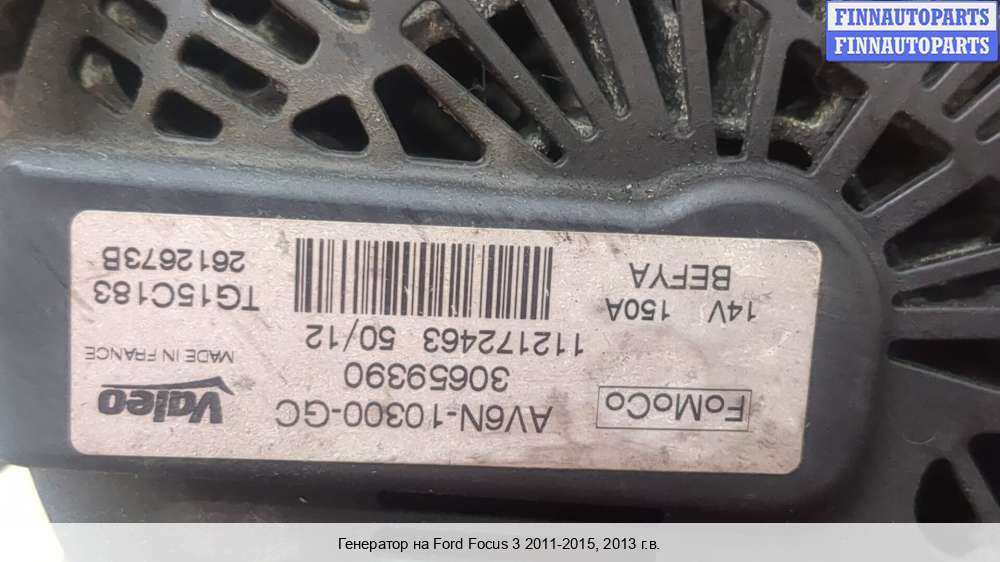 FINNAUTOPARTS
FINNAUTOPARTS
FoMoCo
AV6N-10300-GC
30659390
Valeo
MADE IN FRANCE
14V 150A
BEFYA
112172463 50/12
TG15C183
2612673B
Генератор на Ford Focus 3 2011-2015, 2013 г.в.